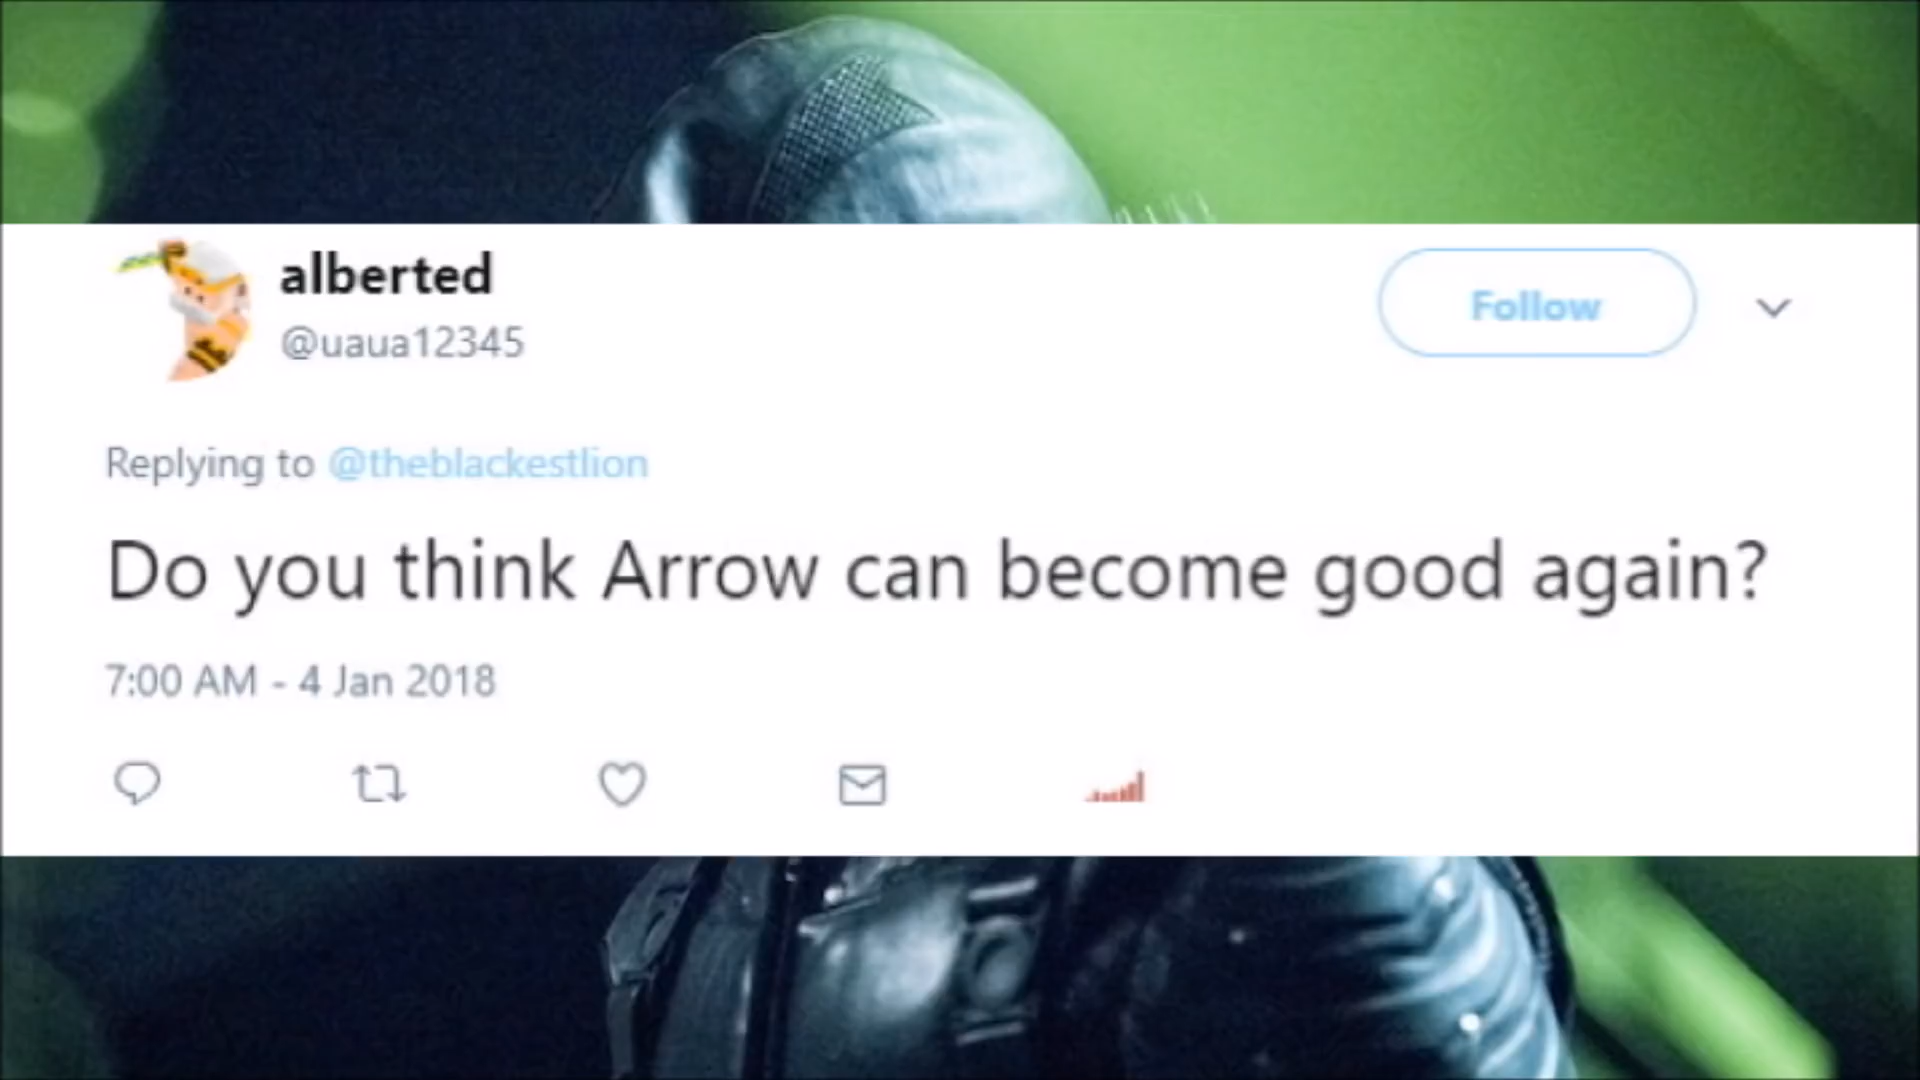 alberted
@uaua12345
Follow
Replying to @theblackestlion
Do you think Arrow can become good again?
7:00 AM - 4 Jan 2018